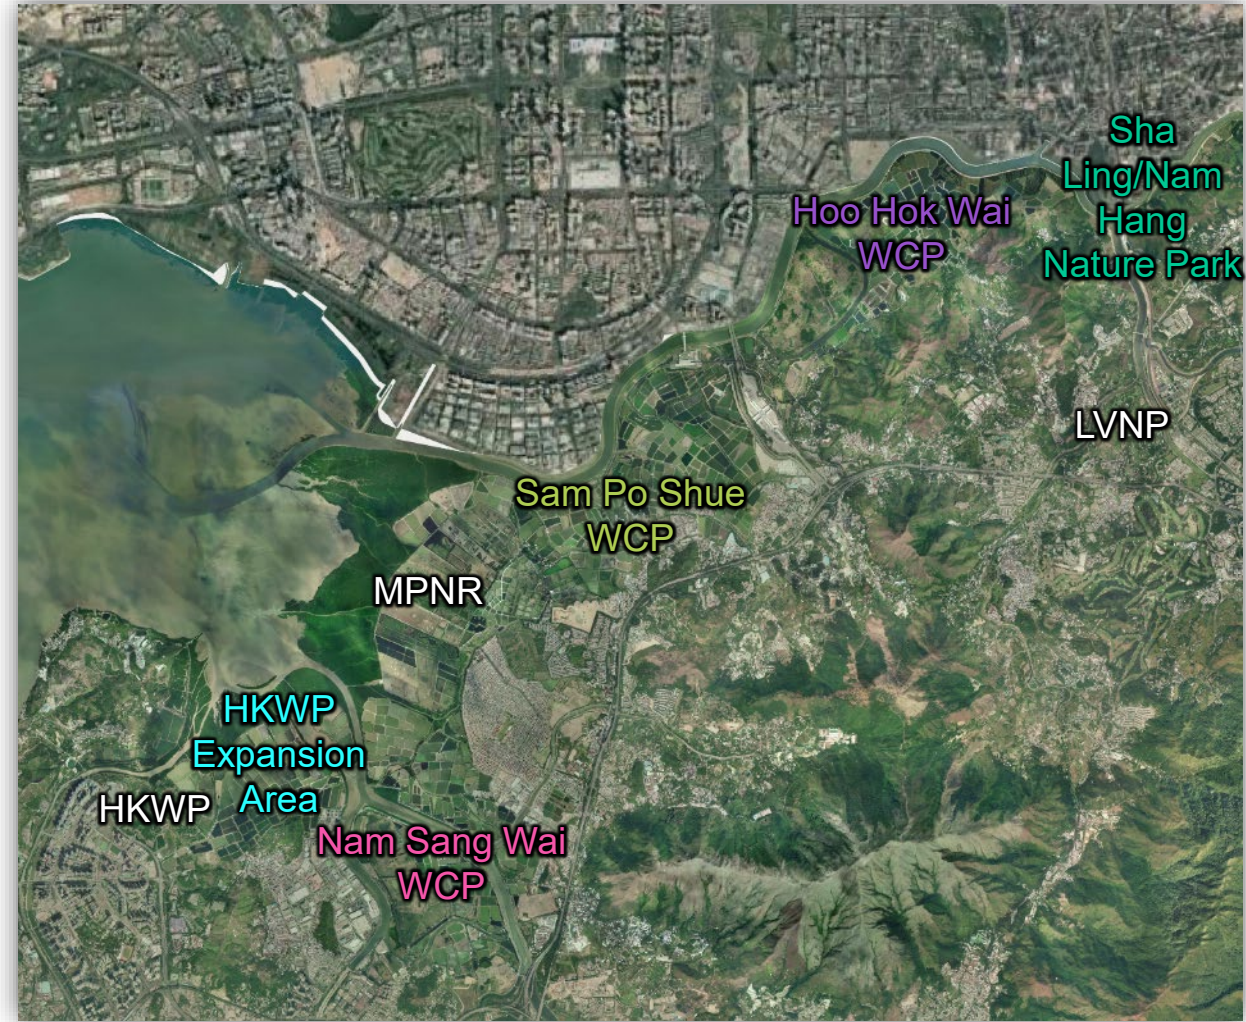 Sha
Ling/Nam
Hang
Nature Park
Hoo Hok Wai
WCP
LVNP
Sam Po Shue
WCP
MPNR
HKWP
Expansion
Area
HKWP
Nam Sang Wai
WCP